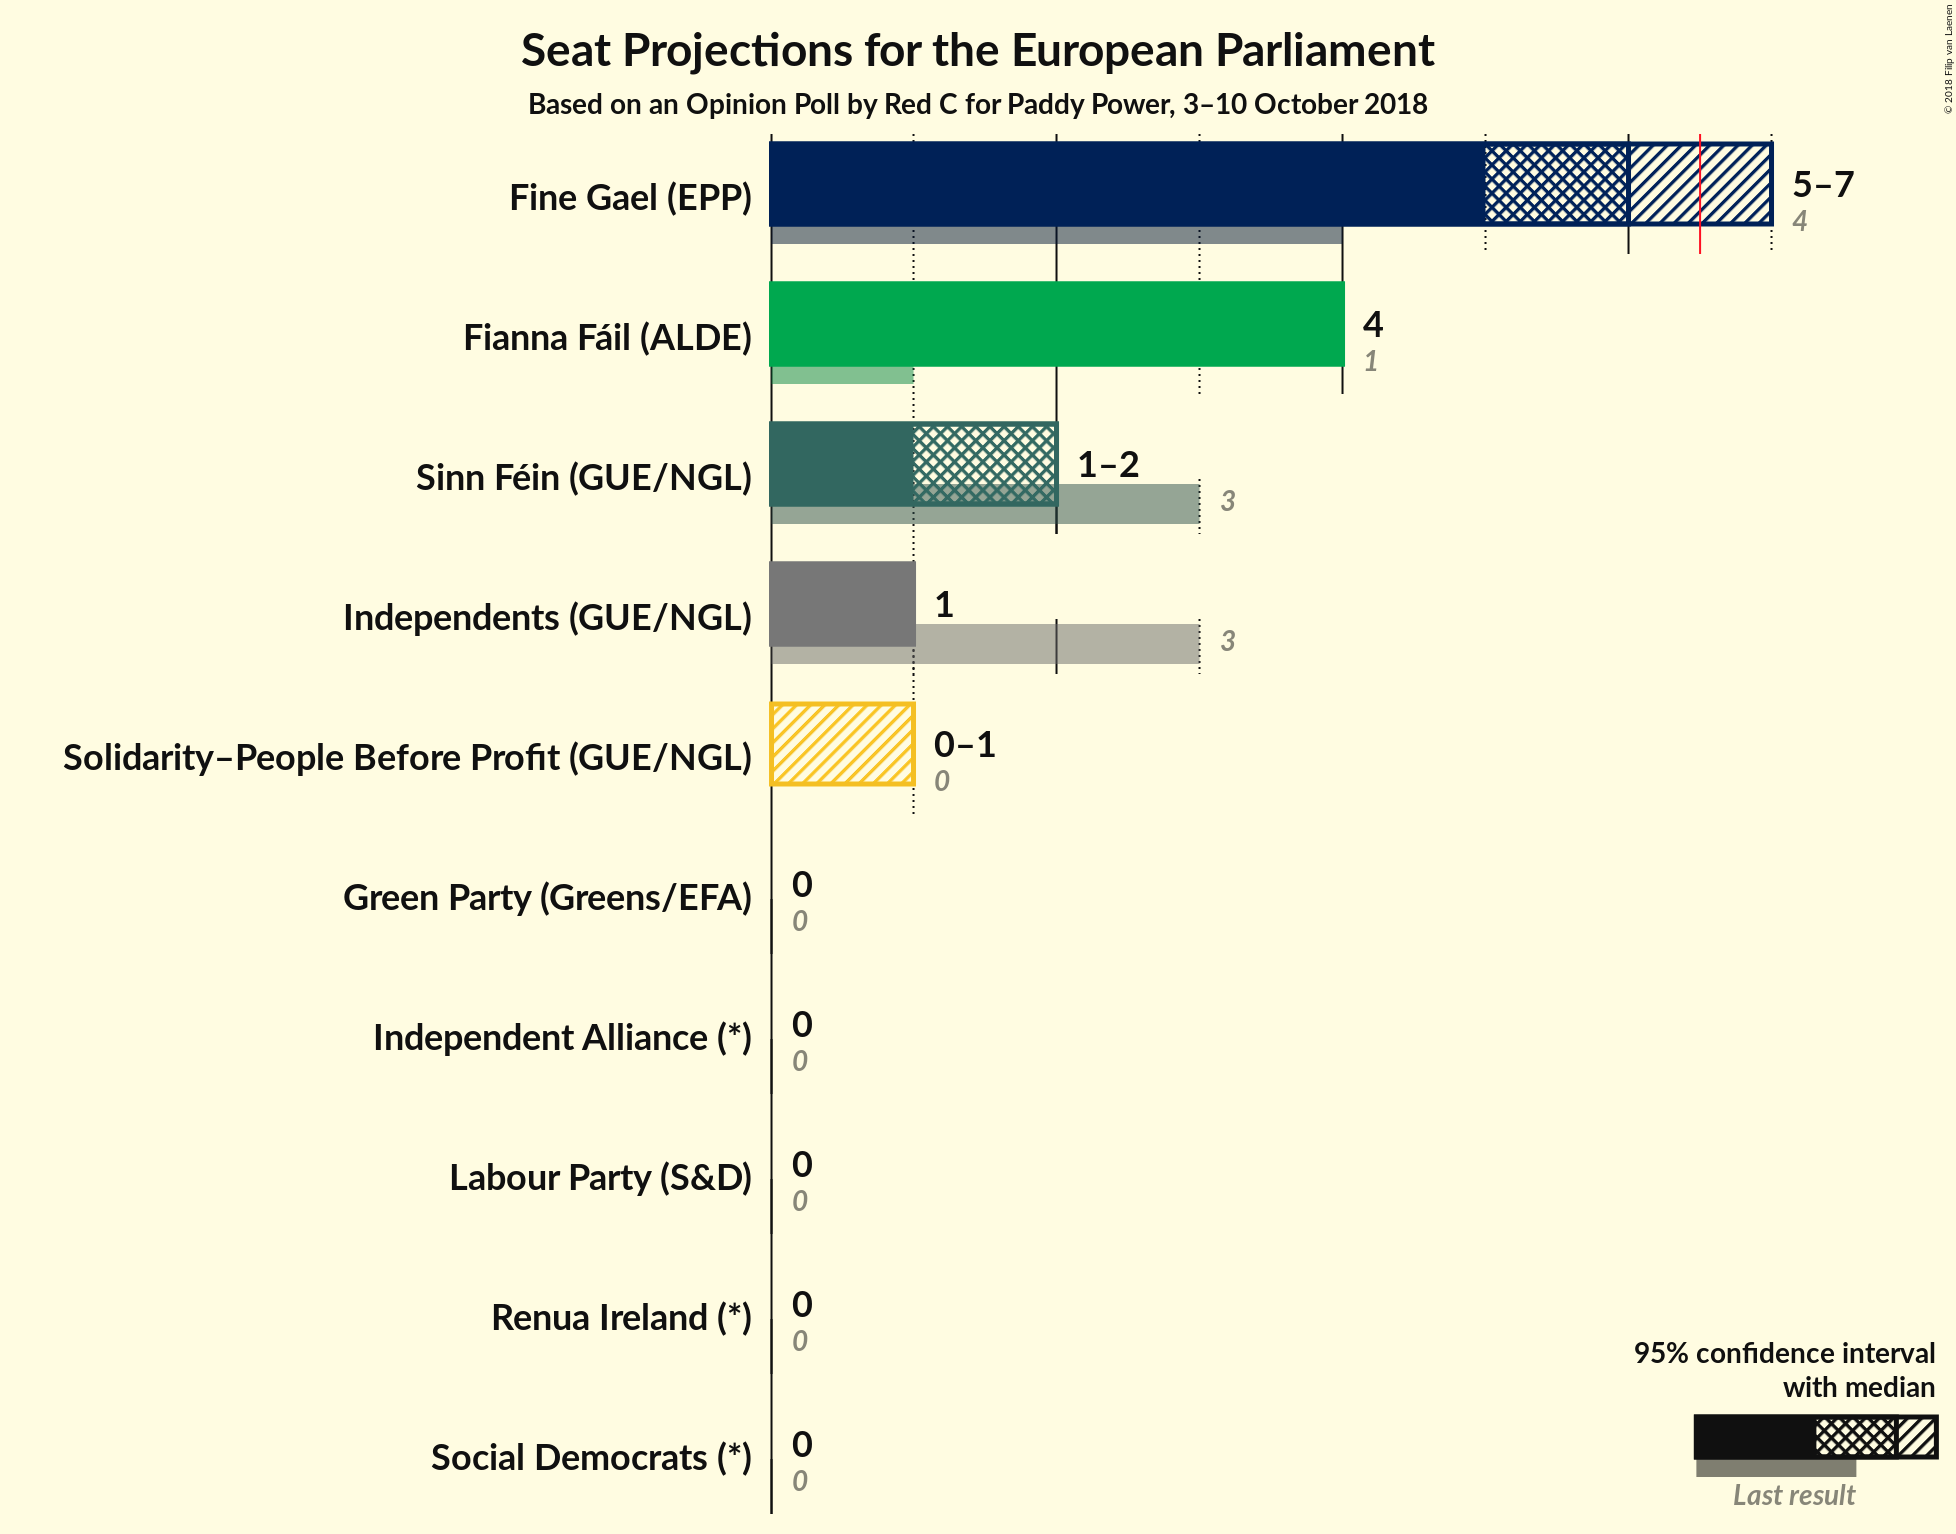 Seat Projections for the European Parliament
Based on an Opinion Poll by Red C for Paddy Power, 3–10 October 2018
© 2018 Filip van Laenen
Fine Gael (EPP)
5–7
4
Fianna Fáil (ALDE)
4
1
Sinn Féin (GUE/NGL)
1–2
3
Independents (GUE/NGL)
1
3
Solidarity–People Before Profit (GUE/NGL)
0–1
0
Green Party (Greens/EFA)
0
0
Independent Alliance (*)
0
0
Labour Party (S&D)
0
0
Renua Ireland (*)
0
0
Social Democrats (*)
0
0
95% confidence interval
with median
Last result